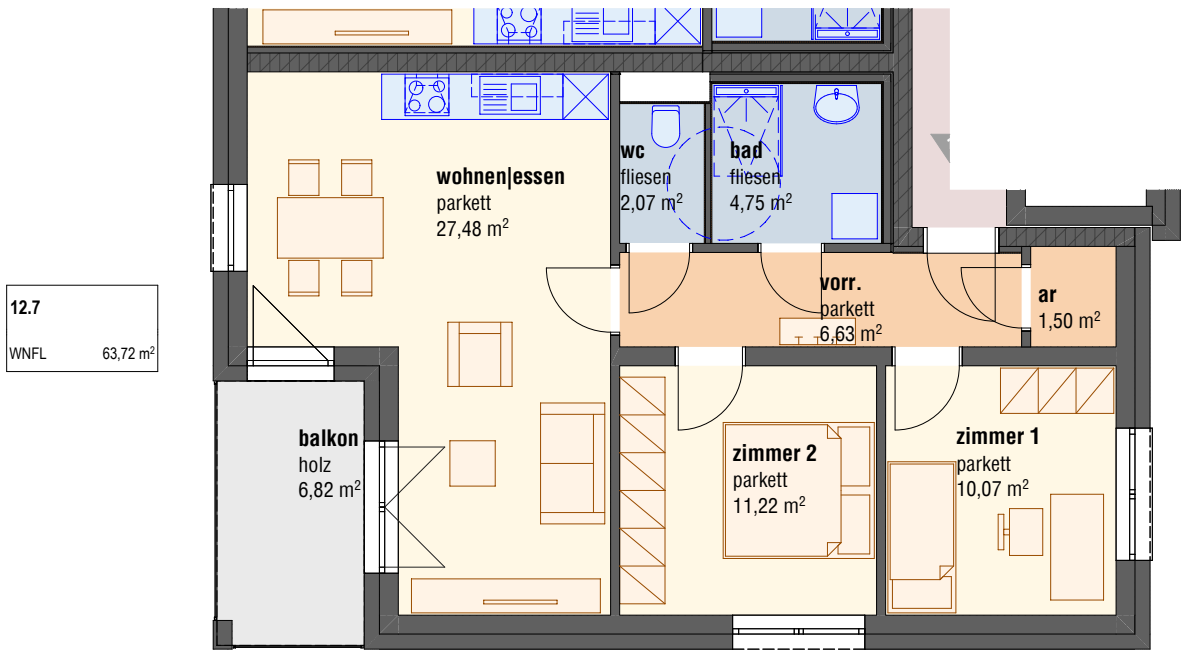 wohnen|essen
parkett
27,48 m²
wc
fliesen
2,07 m²
bad
fliesen
4,75 m²
vorr.
parkett
6,63 m²
ar
1,50 m²
12.7
WNFL 63,72 m²
balkon
holz
6,82 m²
zimmer 2
parkett
11,22 m²
zimmer 1
parkett
10,07 m²